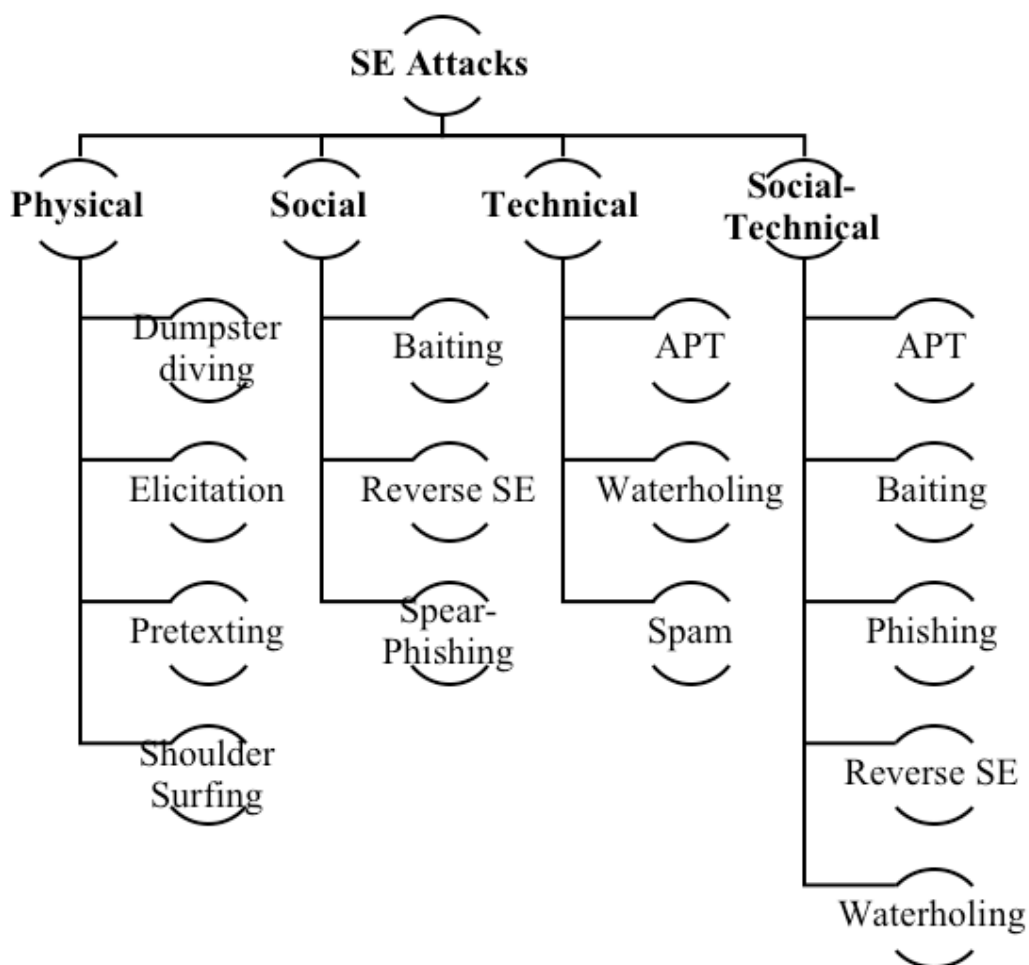 SE Attacks
Physical
Social
Technical
Social-
Technical
Dumpster
diving
Elicitation
Pretexting
Shoulder
Surfing
Baiting
Reverse SE
Spear-
Phishing
APT
Waterholing
Spam
APT
Baiting
Phishing
Reverse SE
Waterholing